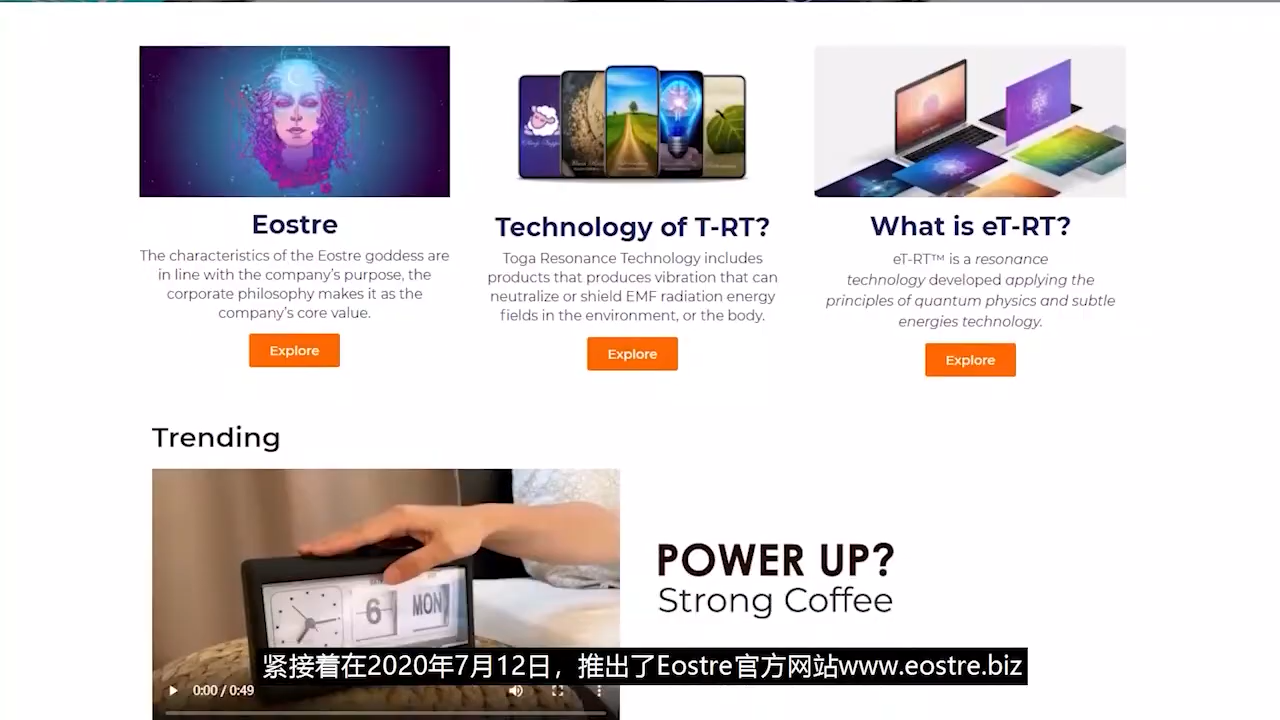 Eostre
The characteristics of the Eostre goddess are
in line with the company's purpose, the
corporate philosophy makes it as the
company's core value.
Explore
Technology of T-RT?
Toga Resonance Technology includes
products that produces vibration that can
neutralize or shield EMF radiation energy
fields in the environment, or the body.
Explore
What is eT-RT?
eT-RT™ is a resonance
technology developed applying the
principles of quantum physics and subtle
energies technology.
Explore
Trending
6
MON
POWER UP?
Strong Coffee
紧接着在2020年7月12日，推出了Eostre官方网站www.eostre.biz
0:00 / 0:49